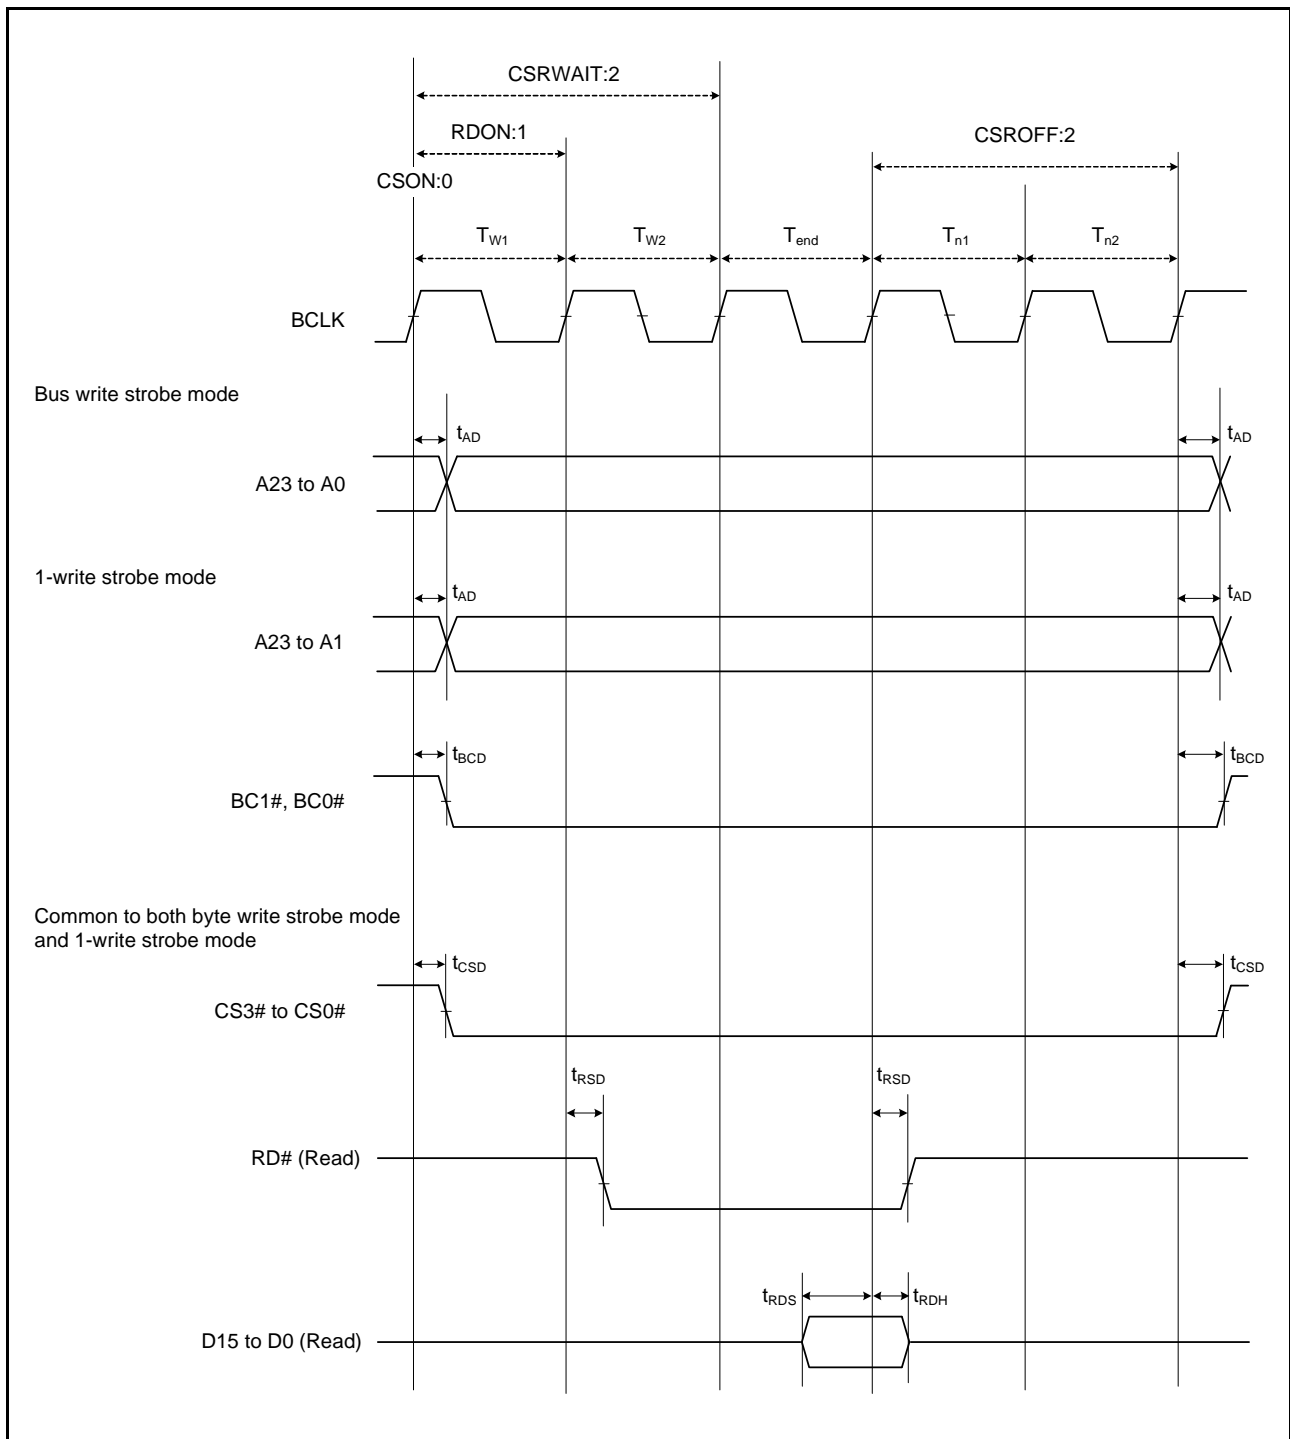 CSRWAIT:2
RDON:1
CSROFF:2
CSON:0
TW1
TW2
Tend
Tn1
Tn2
BCLK
Bus write strobe mode
tAD
tAD
A23 to A0
1-write strobe mode
tAD
tAD
A23 to A1
tBCD
tBCD
BC1#, BC0#
Common to both byte write strobe mode
and 1-write strobe mode
tCSD
tCSD
CS3# to CS0#
tRSD
tRSD
RD# (Read)
tRDS
tRDH
D15 to D0 (Read)